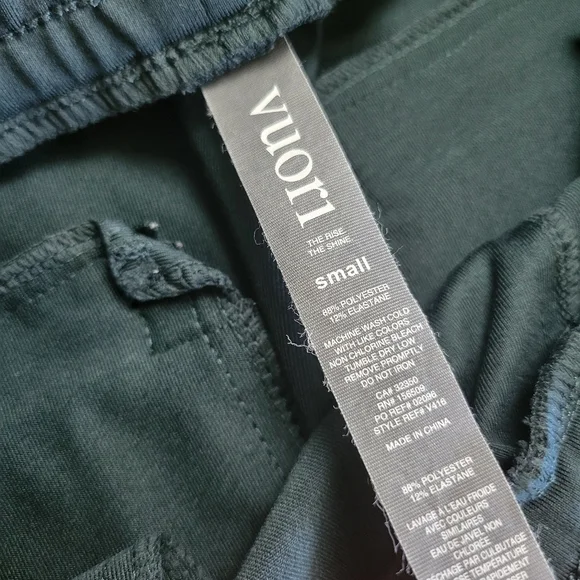 vuori
THE RISE
THE SHINE
small
88% POLYESTER
12% ELASTANE
MACHINE WASH COLD
WITH LIKE COLORS
NON CHLORINE BLEACH
TUMBLE DRY LOW
REMOVE PROMPTLY
DO NOT IRON
CA# 32350
RN# 156509
PO REF# 02096
STYLE REF# V416
MADE IN CHINA
88% POLYESTER
12% ELASTANE
LAVAGE À L'EAU FROIDE
AVEC COULEURS
SIMILAIRES
EAU DE JAVEL NON
CHLORÉE
SÉCHAGE PAR CULBUTAGE